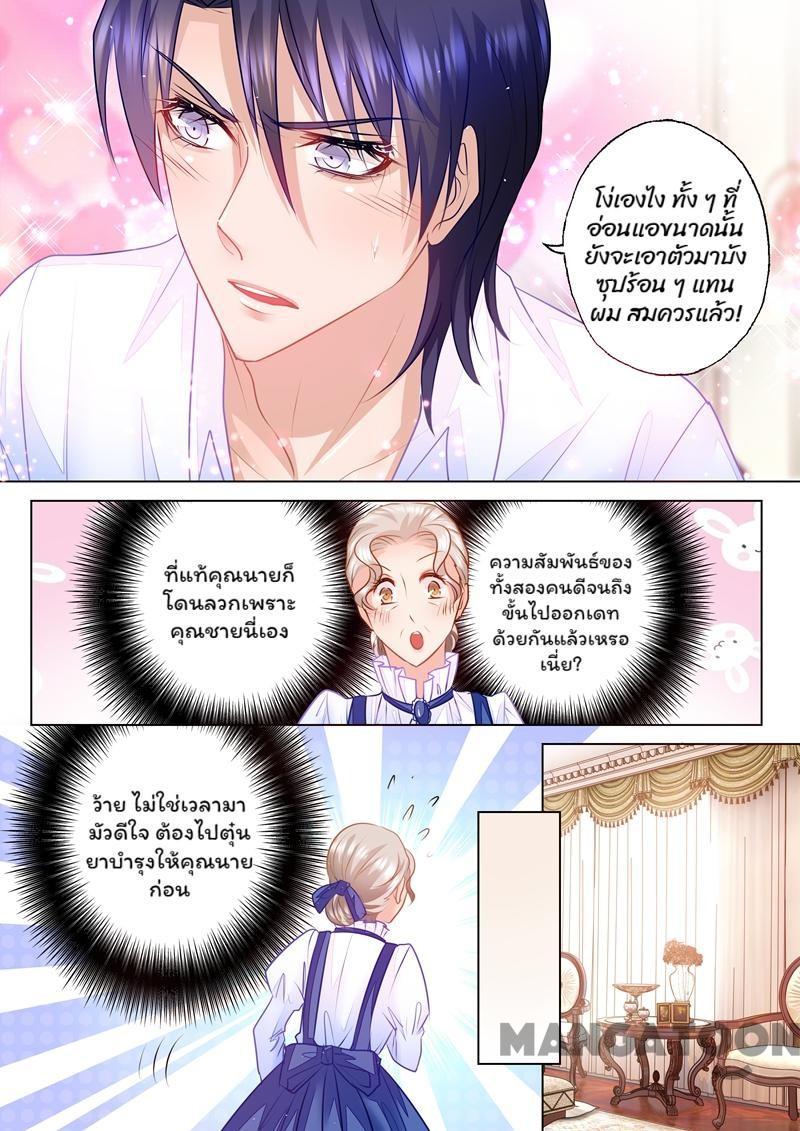 โง่เองไง ทั้ง ๆ ที่
อ่อนแอขนาดนั้น
ยังจะเอาตัวมาบัง
ซุปร้อน ๆ แทน
ผม สมควรแล้ว!
ที่แท้คุณนายก็
โดนลวกเพราะ
คุณชายนี่เอง
ความสัมพันธ์ของ
ทั้งสองคนดีจนถึง
ขั้นไปออกเดท
ด้วยกันแล้วเหรอ
เนี่ย?
ว้าย ไม่ใช่เวลามา
มัวดีใจ ต้องไปตุ๋น
ยาบำรุงให้คุณนาย
ก่อน
MANGATOON